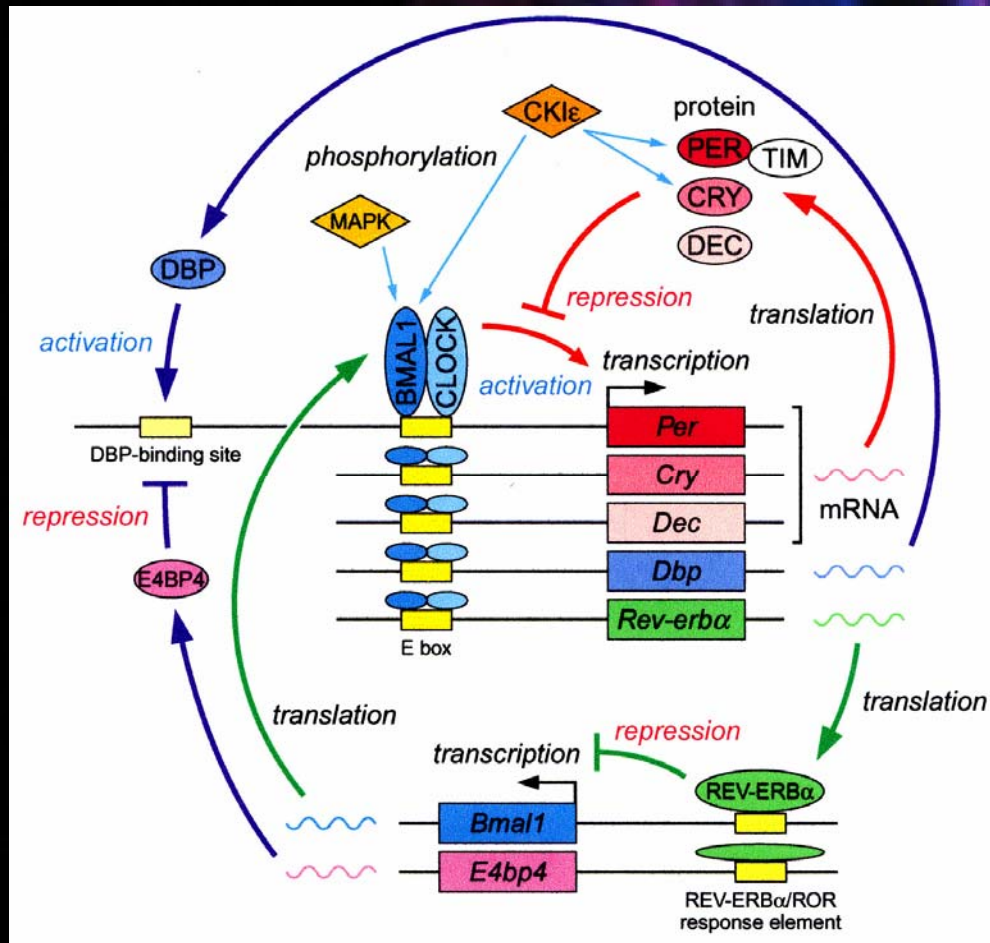 protein
CKIε
PER
TIM
phosphorylation
CRY
MAPK
DEC
DBP
repression
translation
activation
BMAL1
CLOCK
transcription
activation
Per
DBP-binding site
Cry
mRNA
repression
Dec
E4BP4
Dbp
Rev-erbα
E box
translation
translation
repression
transcription
REV-ERBα
Bmal1
E4bp4
REV-ERBα/ROR
response element